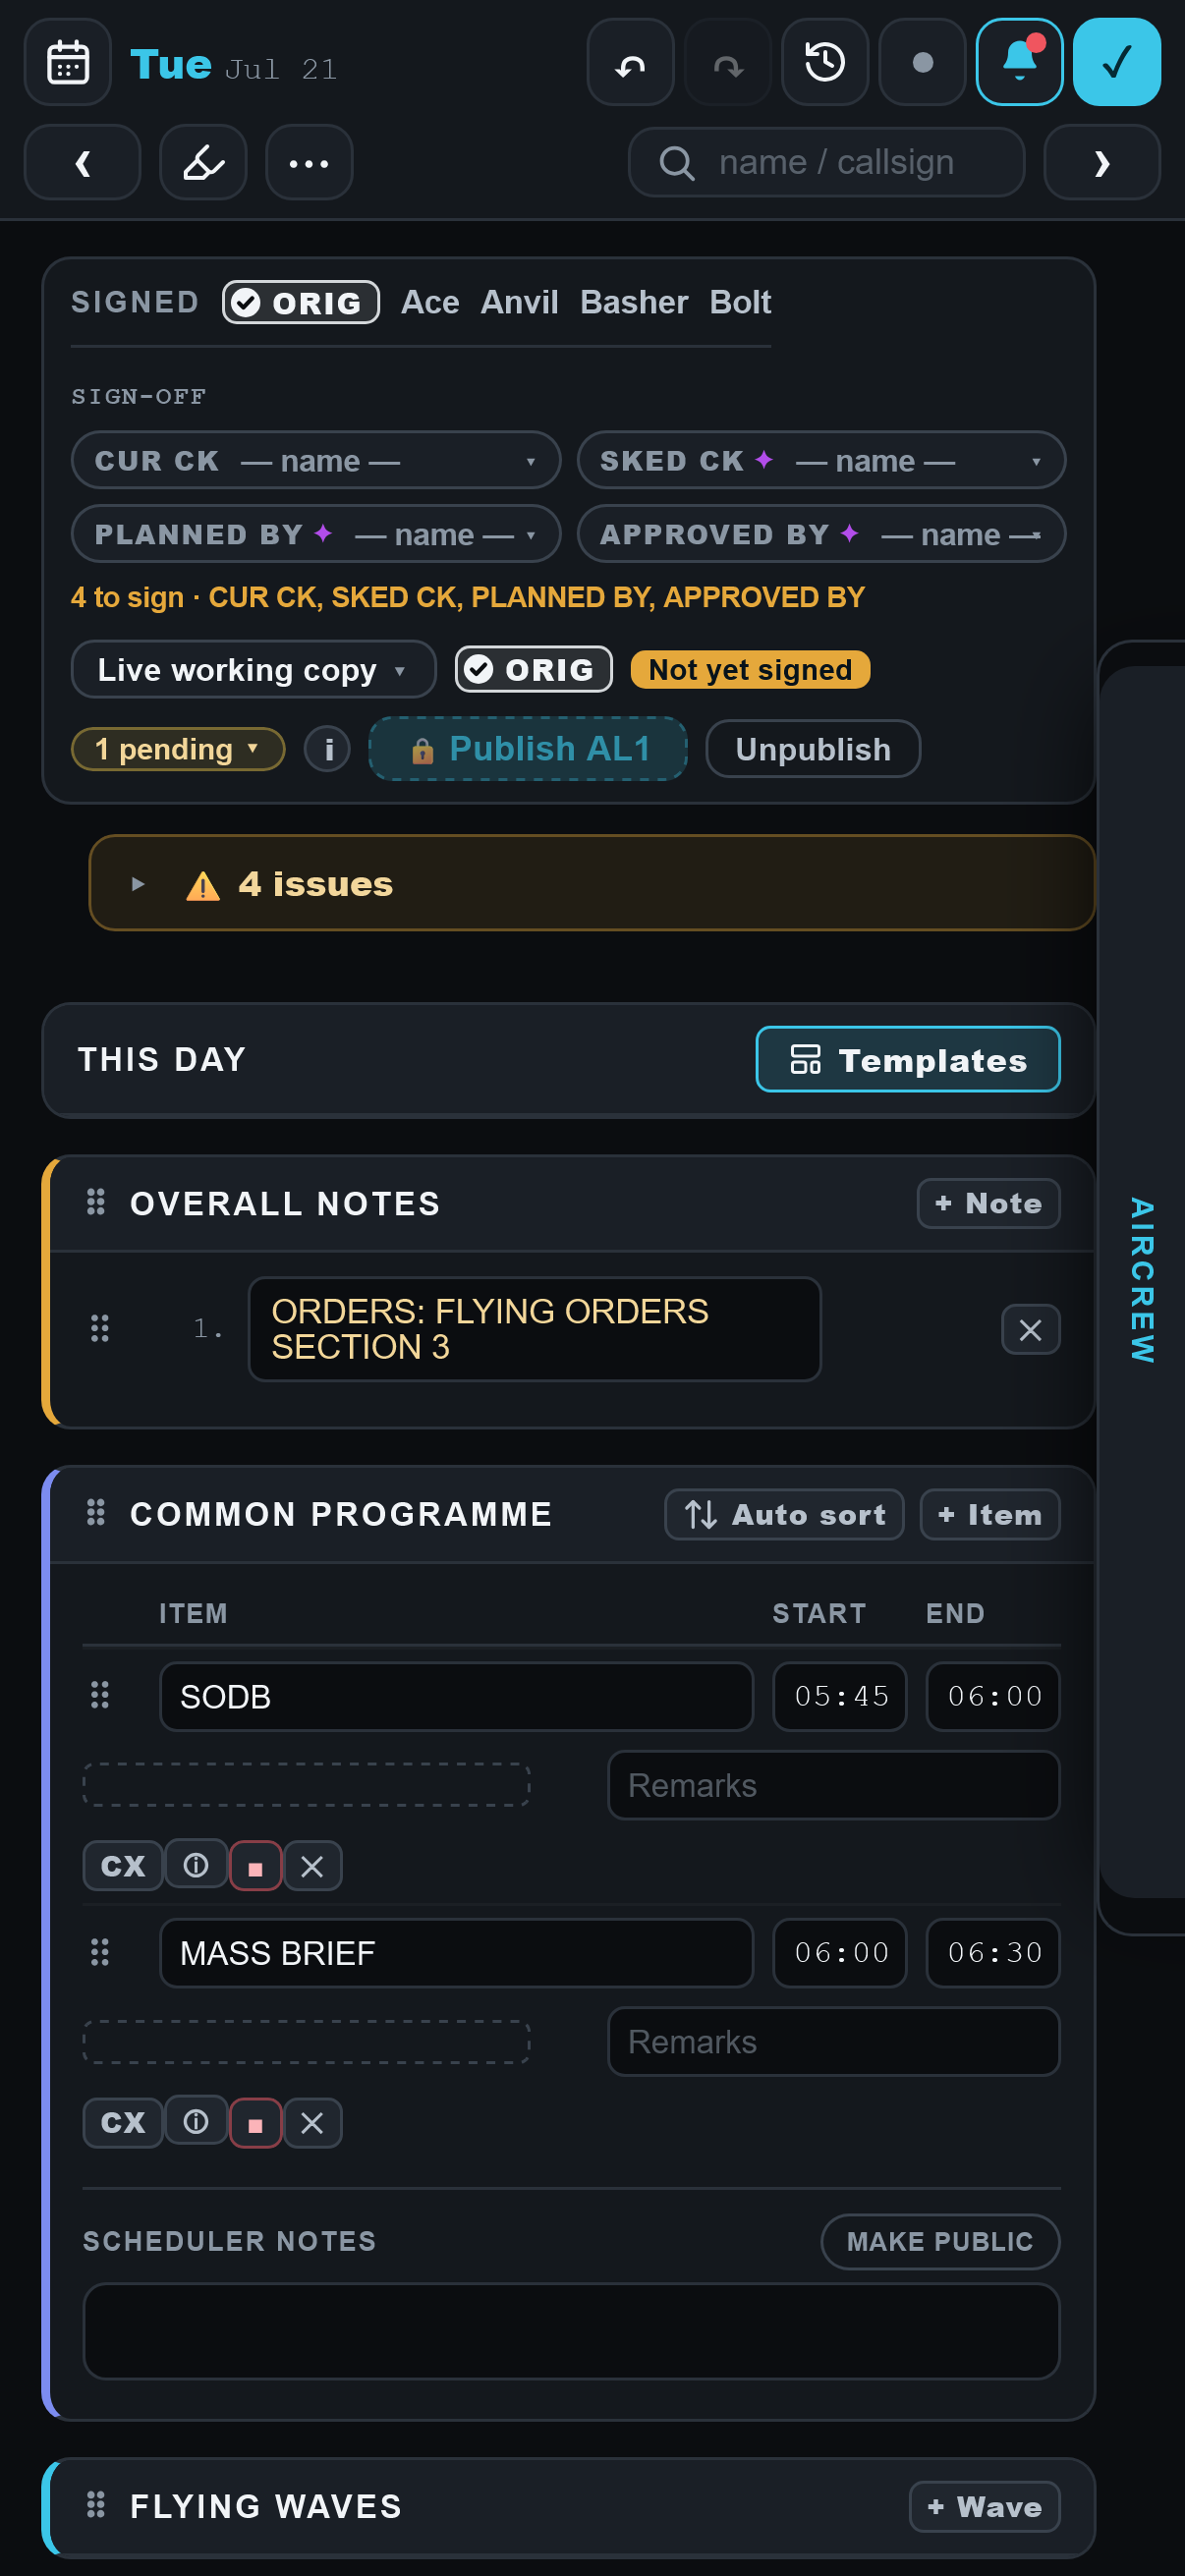 Tue Jul 21
name / callsign
SIGNED ORIG Ace Anvil Basher Bolt
SIGN-OFF
CUR CK — name —
SKED CK — name —
PLANNED BY — name —
APPROVED BY — name —
4 to sign · CUR CK, SKED CK, PLANNED BY, APPROVED BY
Live working copy ORIG Not yet signed
1 pending i Publish AL1 Unpublish
4 issues
THIS DAY Templates
OVERALL NOTES + Note
1. ORDERS: FLYING ORDERS
SECTION 3
AIRCREW
COMMON PROGRAMME Auto sort + Item
ITEM START END
SODB 05:45 06:00
Remarks
CX
MASS BRIEF 06:00 06:30
Remarks
CX
SCHEDULER NOTES MAKE PUBLIC
FLYING WAVES + Wave